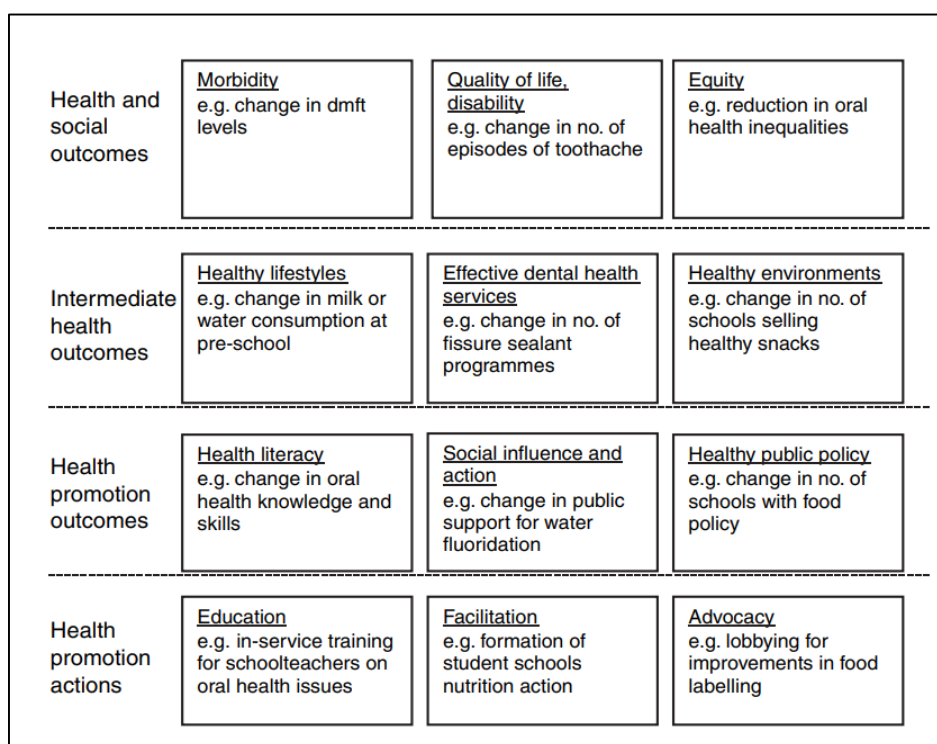 Health and
social
outcomes
Morbidity
e.g. change in dmft
levels
Quality of life,
disability
e.g. change in no. of
episodes of toothache
Equity
e.g. reduction in oral
health inequalities
Intermediate
health
outcomes
Healthy lifestyles
e.g. change in milk or
water consumption at
pre-school
Effective dental health
services
e.g. change in no. of
fissure sealant
programmes
Healthy environments
e.g. change in no. of
schools selling
healthy snacks
Health
promotion
outcomes
Health literacy
e.g. change in oral
health knowledge and
skills
Social influence and
action
e.g. change in public
support for water
fluoridation
Healthy public policy
e.g. change in no. of
schools with food
policy
Health
promotion
actions
Education
e.g. in-service training
for schoolteachers on
oral health issues
Facilitation
e.g. formation of
student schools
nutrition action
Advocacy
e.g. lobbying for
improvements in food
labelling